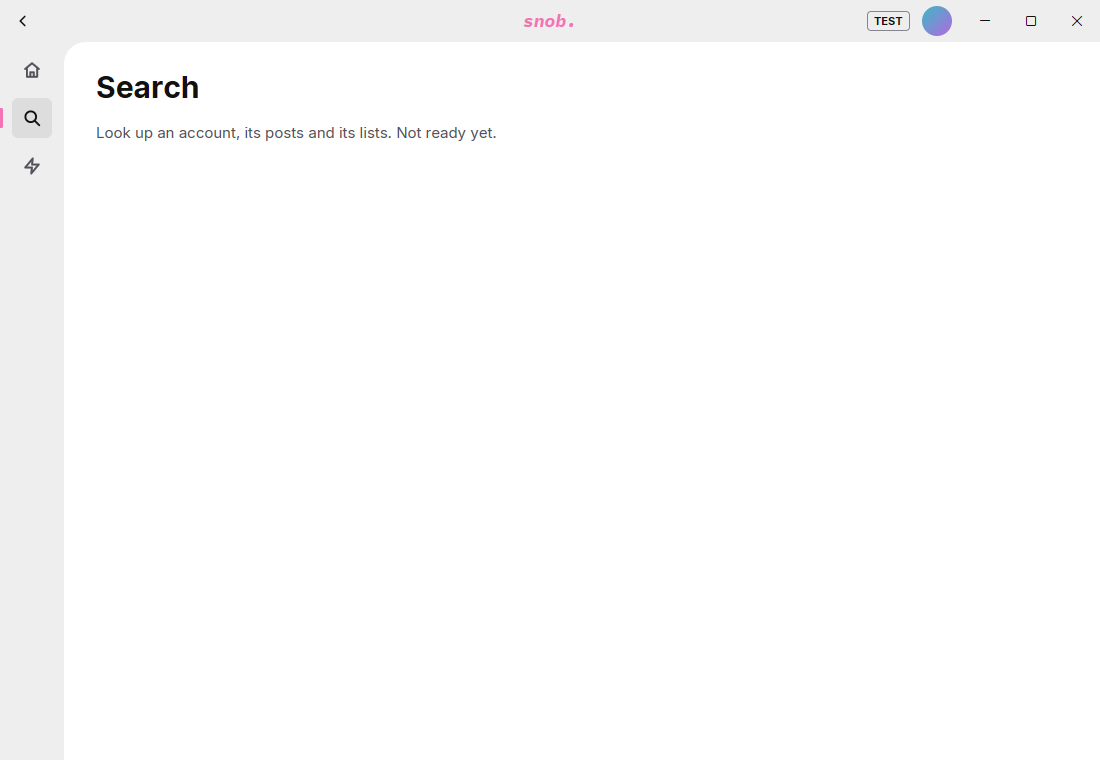 snob.
TEST
Search
Look up an account, its posts and its lists. Not ready yet.